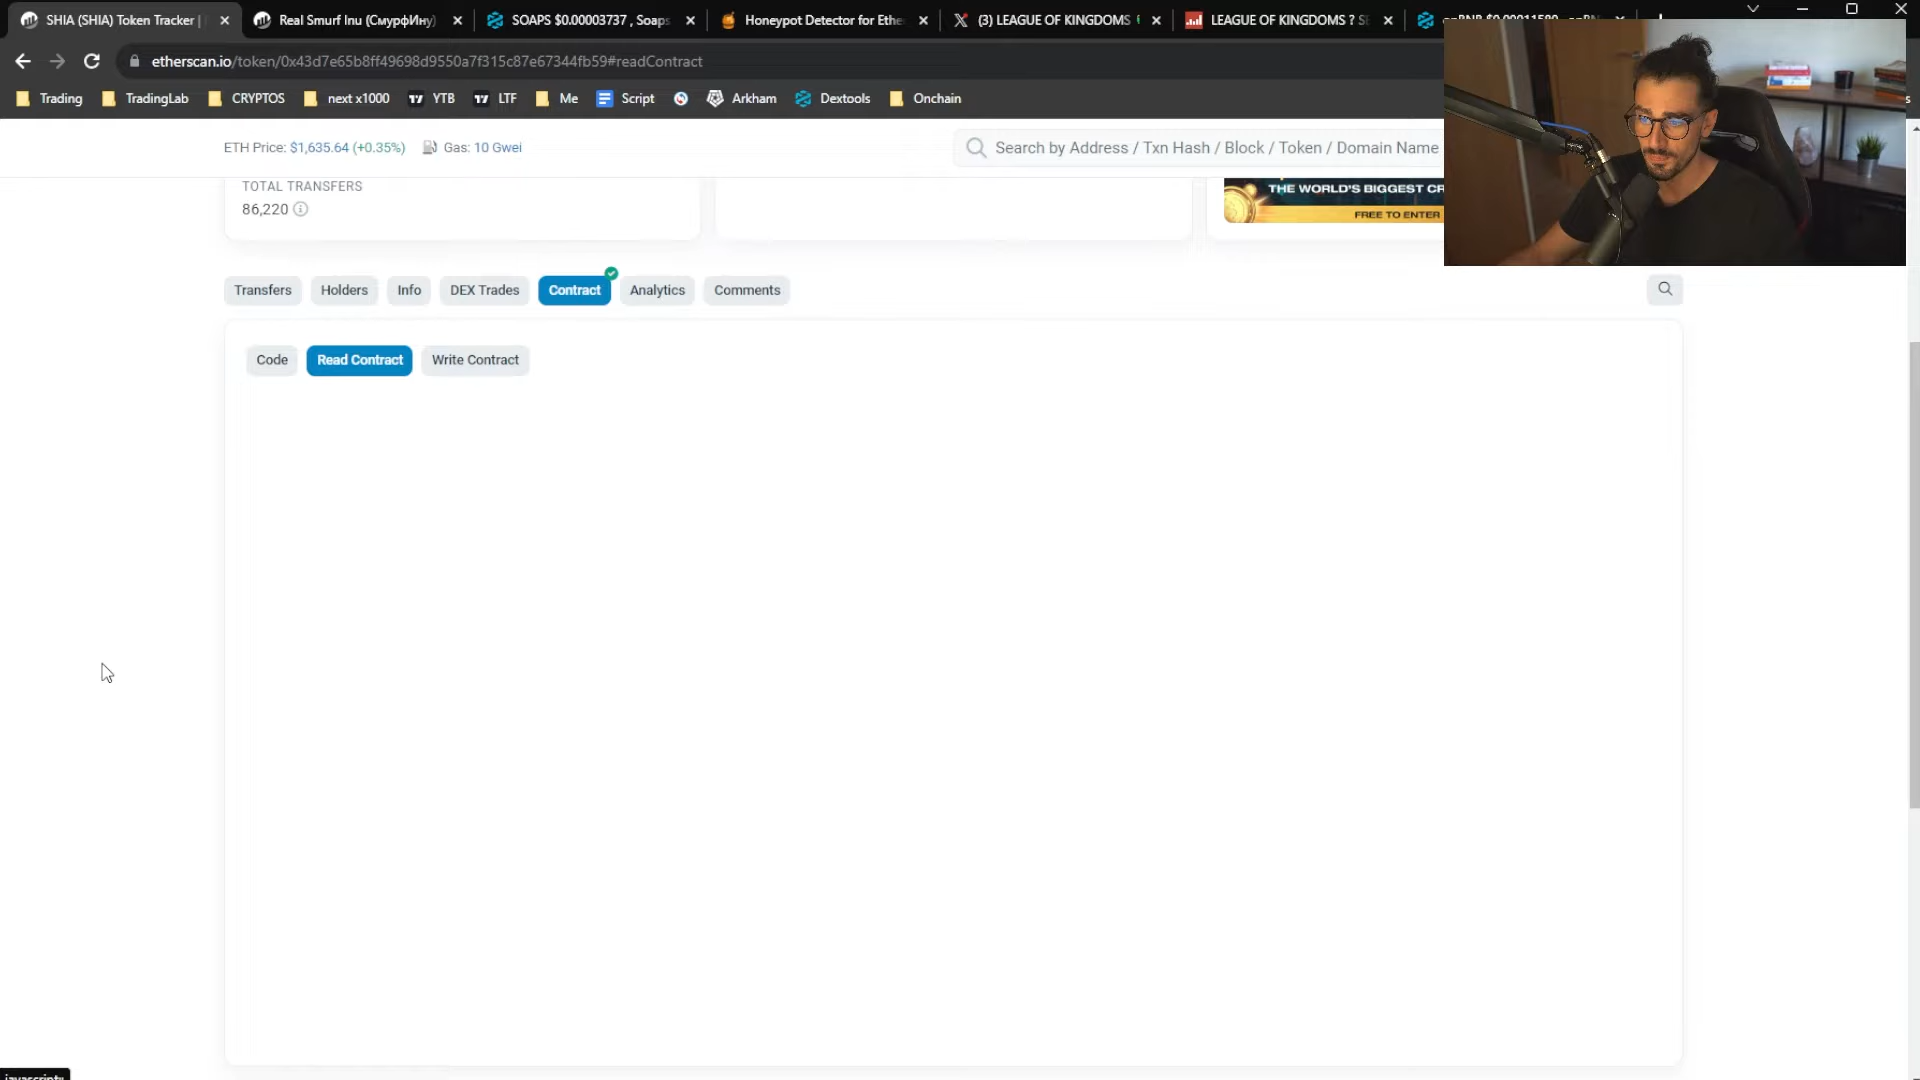 SHIA (SHIA) Token Tracker |
Real Smurf Inu (СмурфИну)
SOAPS $0.00003737 , Soaps
Honeypot Detector for Ethe
(3) LEAGUE OF KINGDOMS
LEAGUE OF KINGDOMS ? SE
etherscan.io/token/0x43d7e65b8ff49698d9550a7f315c87e67344fb59#readContract
Trading
TradingLab
CRYPTOS
next x1000
YTB
LTF
Me
Script
Arkham
Dextools
Onchain
ETH Price: $1,635.64 (+0.35%)
Gas: 10 Gwei
Search by Address / Txn Hash / Block / Token / Domain Name
TOTAL TRANSFERS
86,220
THE WORLD'S BIGGEST CR
FREE TO ENTER
Transfers
Holders
Info
DEX Trades
Contract
Analytics
Comments
Code
Read Contract
Write Contract